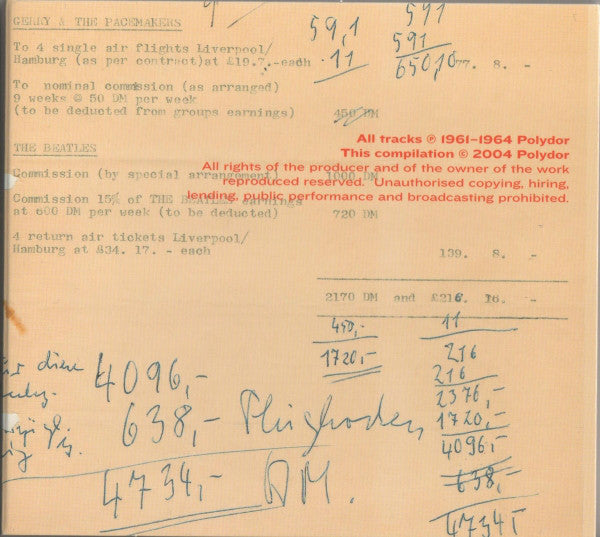 GERRY & THE PACEMAKERS
591
59,1
591
11
To 4 single air flights Liverpool/
Hamburg (as per contract)at £19.7.-each
77. 8. -
650,10
To nominal commission (as arranged)
9 weeks @ 50 DM per week
(to be deducted from groups earnings) 450 DM
All tracks ℗ 1961–1964 Polydor
This compilation © 2004 Polydor
All rights of the producer and of the owner of the work
reproduced reserved. Unauthorised copying, hiring,
lending, public performance and broadcasting prohibited.
THE BEATLES
Commission (by special arrangement) 1000 DM
Commission 15% of THE BEATLES earnings
at 600 DM per week (to be deducted) 720 DM
4 return air tickets Liverpool/
Hamburg at £34. 17. - each 139. 8. -
2170 DM and £216. 16. -
450,-
11
1720,-
216
216
2376,-
1720,-
4096,-
638,-
4734,-
diese
4096,-
638,-
4734,- DM.